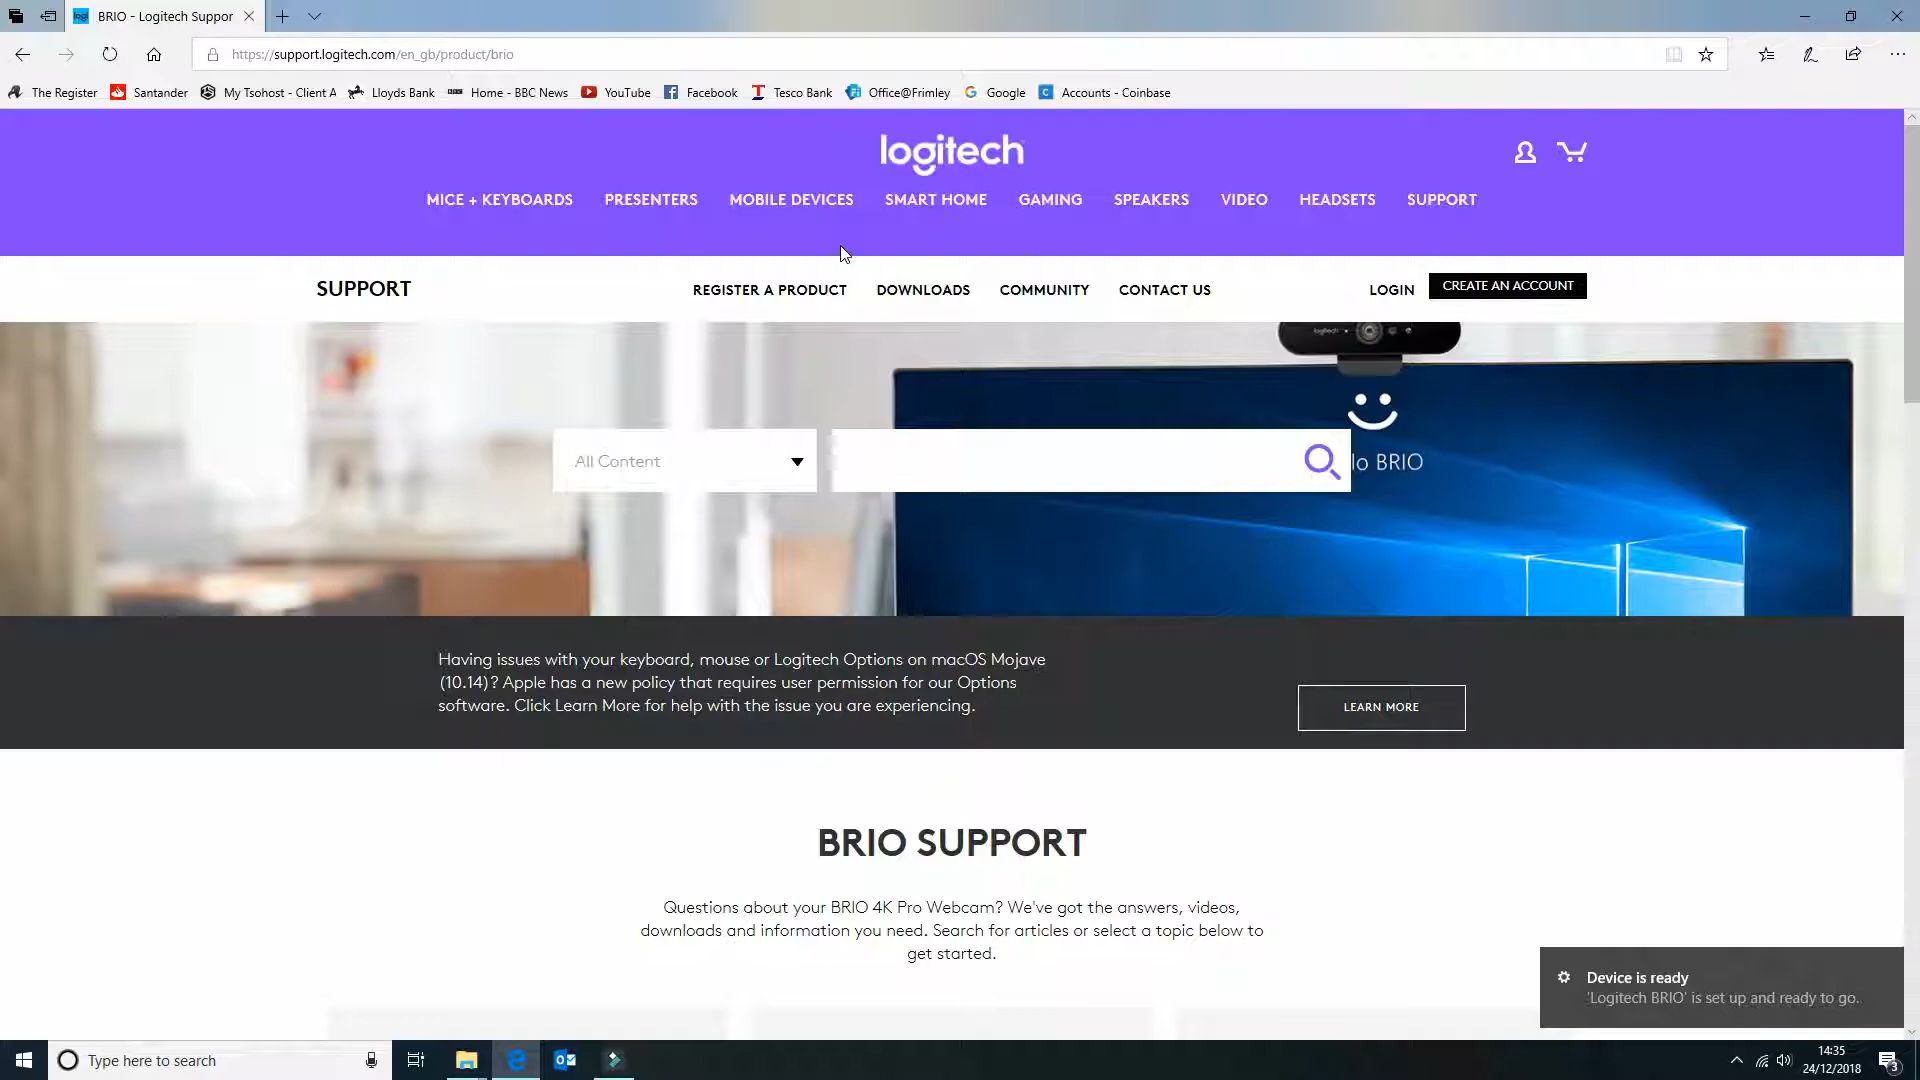 BRIO - Logitech Suppor
https://support.logitech.com/en_gb/product/brio
The Register
Santander
My Tsohost - Client A
Lloyds Bank
BBC
Home - BBC News
YouTube
Facebook
Tesco Bank
Office@Frimley
Google
Accounts - Coinbase
logitech
MICE + KEYBOARDS
PRESENTERS
MOBILE DEVICES
SMART HOME
GAMING
SPEAKERS
VIDEO
HEADSETS
SUPPORT
SUPPORT
REGISTER A PRODUCT
DOWNLOADS
COMMUNITY
CONTACT US
LOGIN
CREATE AN ACCOUNT
logitech
All Content
lo BRIO
Having issues with your keyboard, mouse or Logitech Options on macOS Mojave
(10.14)? Apple has a new policy that requires user permission for our Options
software. Click Learn More for help with the issue you are experiencing.
LEARN MORE
BRIO SUPPORT
Questions about your BRIO 4K Pro Webcam? We've got the answers, videos,
downloads and information you need. Search for articles or select a topic below to
get started.
Device is ready
'Logitech BRIO' is set up and ready to go.
Type here to search
14:35
24/12/2018
3